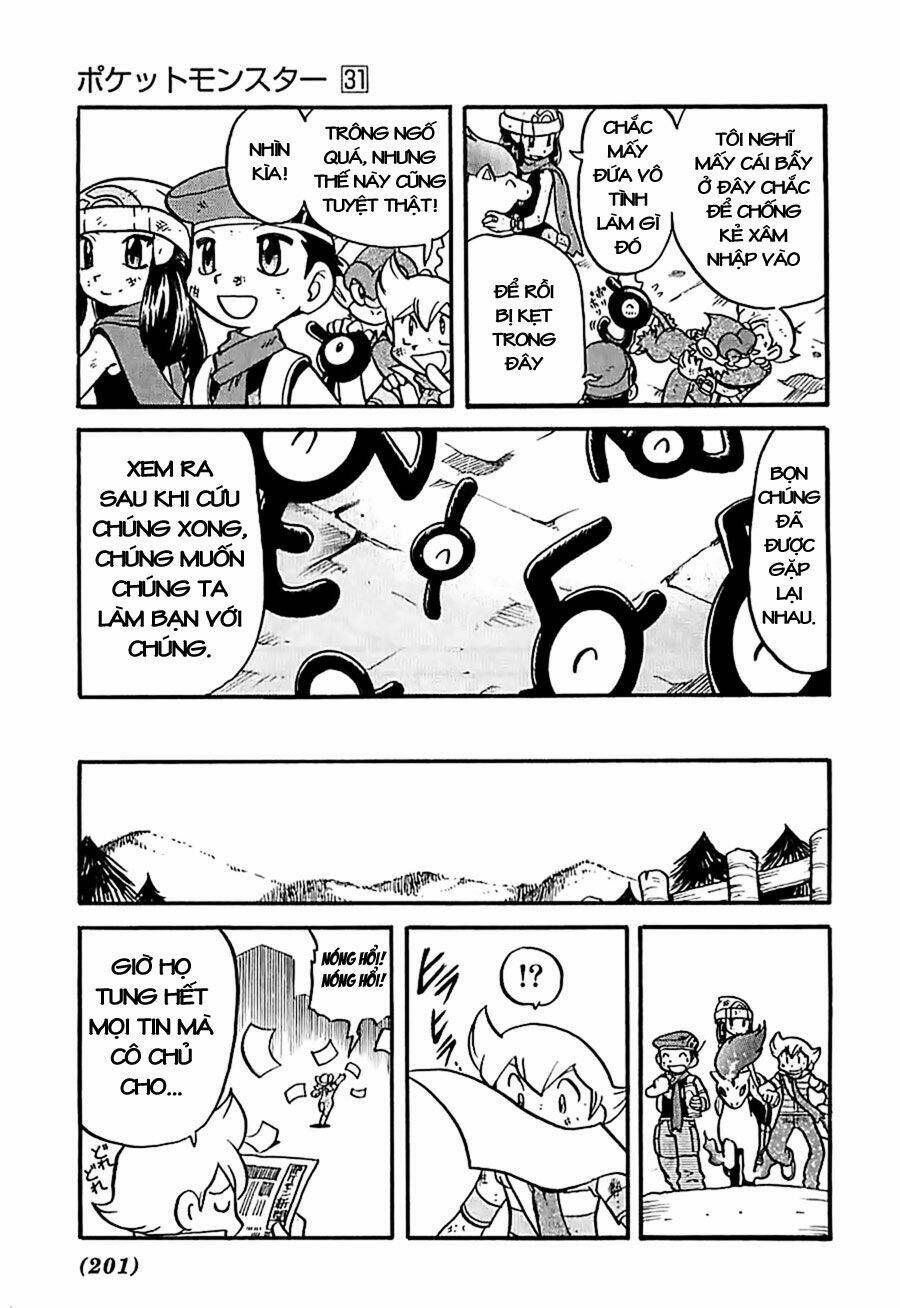 ポケットモンスター 31
TÔI NGHĨ
MẤY CÁI BẪY
Ở ĐÂY CHẮC
ĐỂ CHỐNG
KẺ XÂM
NHẬP VÀO
CHẮC
MẤY
ĐỨA VÔ
TÌNH
LÀM GÌ
ĐÓ
ĐỂ RỒI
BỊ KẸT
TRONG
ĐÂY
TRÔNG NGỐ
QUÁ, NHƯNG
THẾ NÀY CŨNG
TUYỆT THẬT!
NHÌN
KÌA!
BỌN
CHÚNG
ĐÃ
ĐƯỢC
GẶP
LẠI
NHAU.
XEM RA
SAU KHI CỨU
CHÚNG XONG,
CHÚNG MUỐN
CHÚNG TA
LÀM BẠN VỚI
CHÚNG.
!?
NÓNG HỔI!
NÓNG HỔI!
GIỜ HỌ
TUNG HẾT
MỌI TIN MÀ
CÔ CHỦ
CHO...
どれ
どれ
(201)